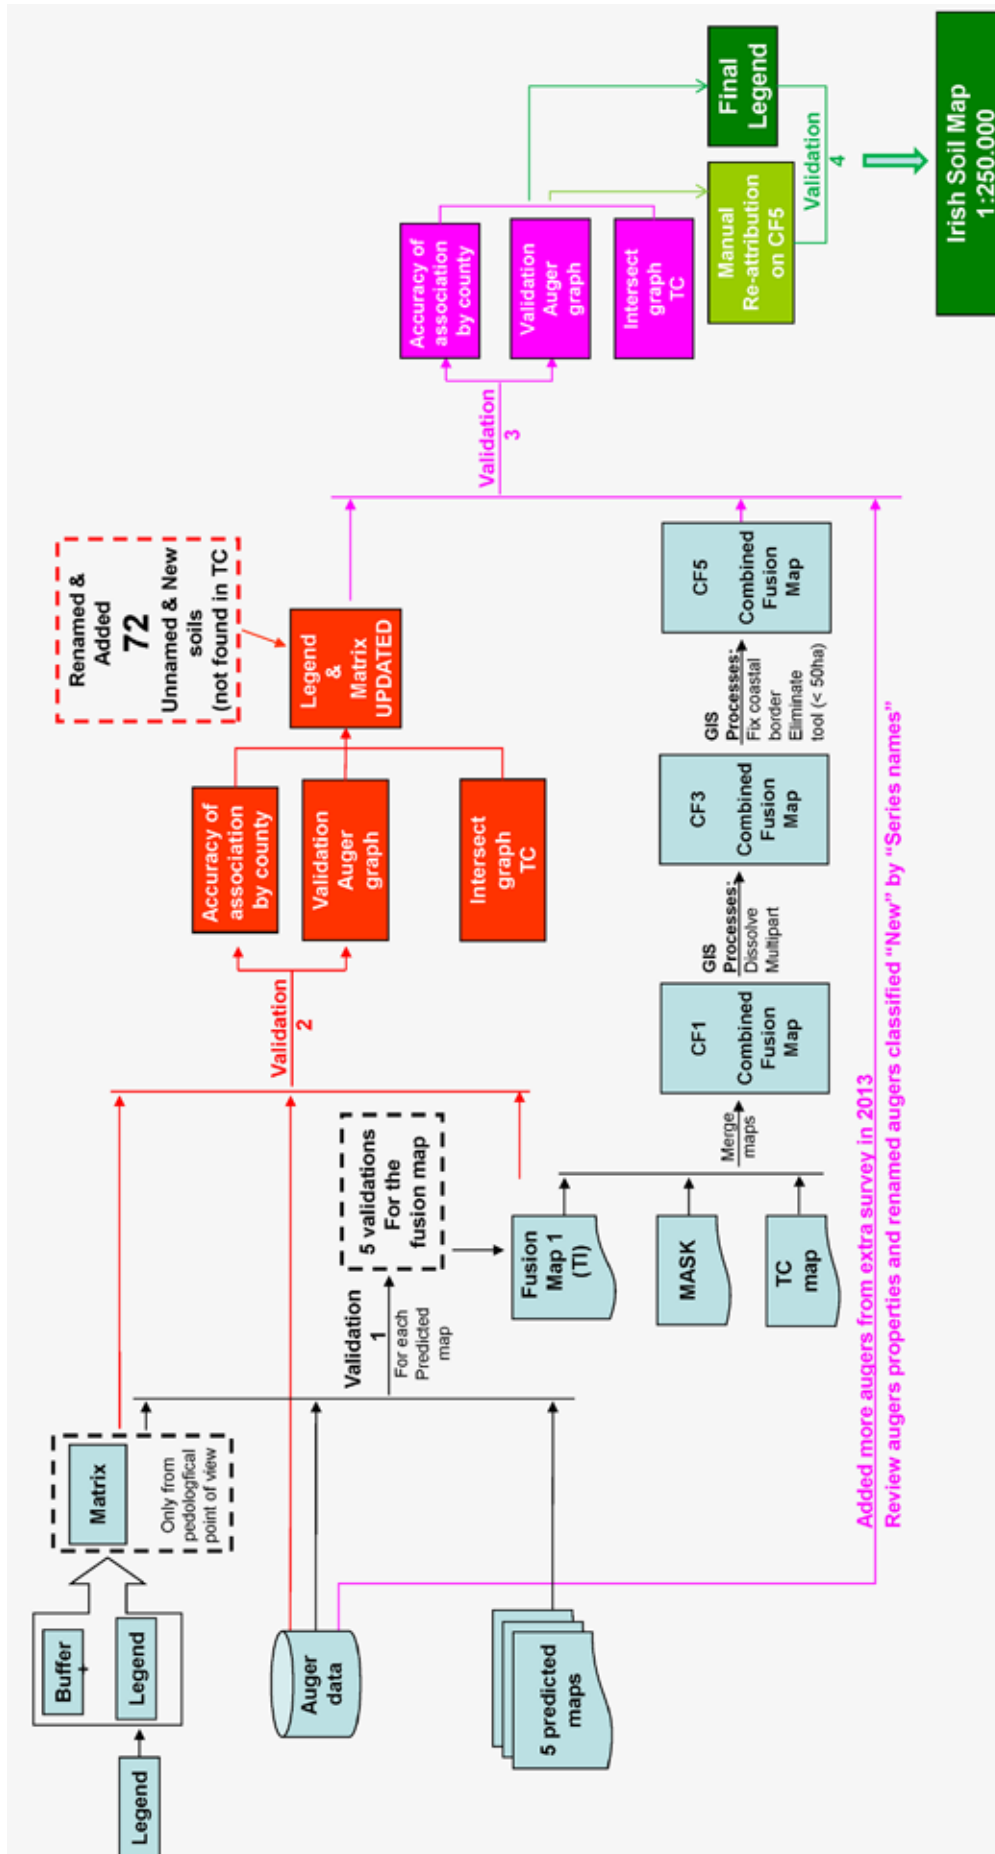 Legend
Buffer
+
Legend
Matrix
Only from
pedologfical
point of view
Auger
data
5 predicted
maps
Validation
1
For each
Predicted
map
5 validations
For the
fusion map
Fusion
Map 1
(TI)
MASK
TC
map
Merge
maps
Validation
2
Accuracy of
association
by county
Validation
Auger
graph
Intersect
graph
TC
Renamed &
Added
72
Unnamed & New
soils
(not found in TC)
Legend
&
Matrix
UPDATED
CF1
Combined
Fusion
Map
GIS
Processes:
Dissolve
Multipart
CF3
Combined
Fusion
Map
GIS
Processes:
Fix coastal
border
Eliminate
tool (< 50ha)
CF5
Combined
Fusion
Map
Added more augers from extra survey in 2013
Review augers properties and renamed augers classified “New” by “Series names”
Validation
3
Accuracy of
association
by county
Validation
Auger
graph
Intersect
graph
TC
Manual
Re-attribution
on CF5
Final
Legend
Validation
4
Irish Soil Map
1:250.000